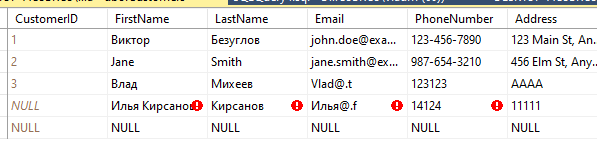 CustomerID FirstName LastName Email PhoneNumber Address
1 Виктор Безуглов john.doe@exa... 123-456-7890 123 Main St, An...
2 Jane Smith jane.smith@exa... 987-654-3210 456 Elm St, Any...
3 Влад Михеев Vlad@.t 123123 AAAA
NULL Илья Кирсанов Кирсанов Илья@.f 14124 11111
NULL NULL NULL NULL NULL NULL